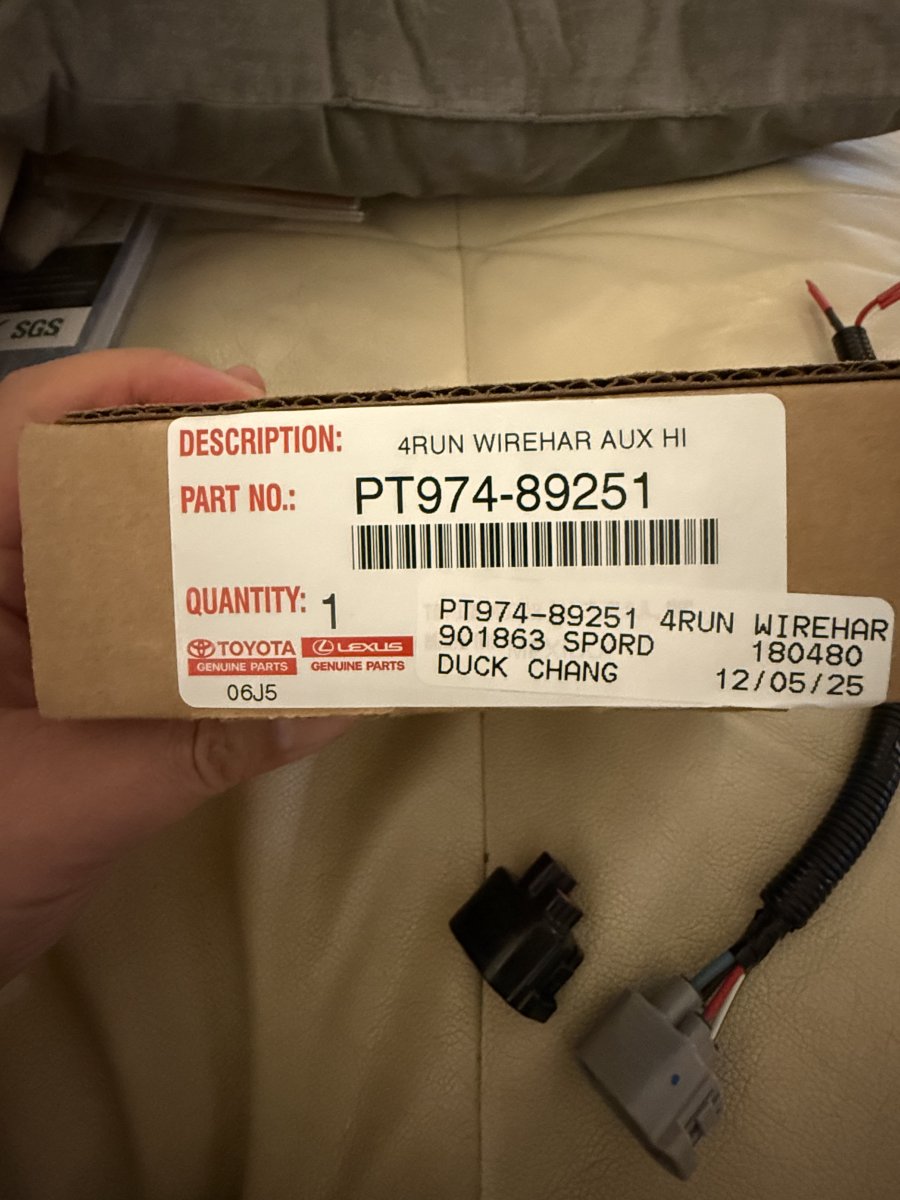 SGS
DESCRIPTION: 4RUN WIREHAR AUX HI
PART NO.: PT974-89251
QUANTITY: 1
TOYOTA LEXUS
GENUINE PARTS GENUINE PARTS
06J5
PT974-89251 4RUN WIREHAR
901863 SPORD 180480
DUCK CHANG 12/05/25